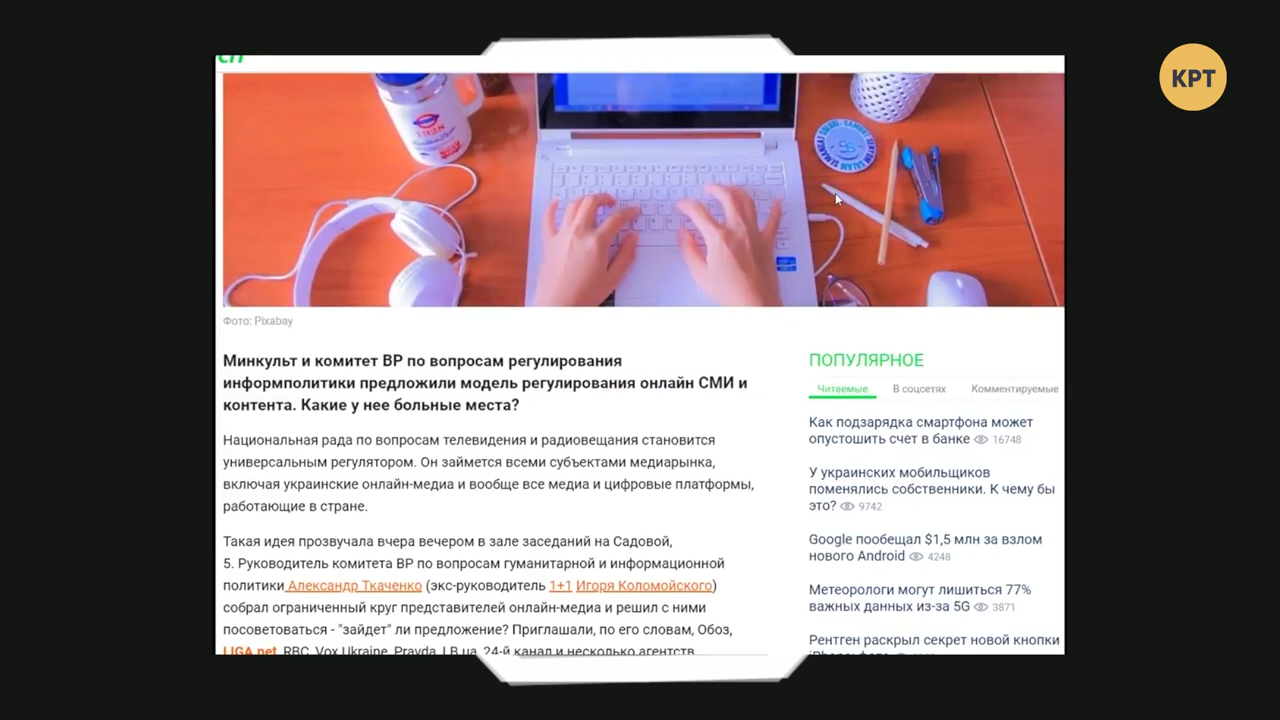 КРТ
Фото: Pixabay
Минкульт и комитет ВР по вопросам регулирования
информполитики предложили модель регулирования онлайн СМИ и
контента. Какие у нее больные места?
Национальная рада по вопросам телевидения и радиовещания становится
универсальным регулятором. Он займется всеми субъектами медиарынка,
включая украинские онлайн-медиа и вообще все медиа и цифровые платформы,
работающие в стране.
Такая идея прозвучала вчера вечером в зале заседаний на Садовой,
5. Руководитель комитета ВР по вопросам гуманитарной и информационной
политики Александр Ткаченко (экс-руководитель 1+1 Игоря Коломойского)
собрал ограниченный круг представителей онлайн-медиа и решил с ними
посоветоваться - "зайдет" ли предложение? Приглашали, по его словам, Обоз,
LIGA.net, RBC, Vox Ukraine, Pravda, LB.ua, 24-й канал и несколько агентств
ПОПУЛЯРНОЕ
Читаемые В соцсетях Комментируемые
Как подзарядка смартфона может
опустошить счет в банке 16748
У украинских мобильщиков
поменялись собственники. К чему бы
это? 9742
Google пообещал $1,5 млн за взлом
нового Android 4248
Метеорологи могут лишиться 77%
важных данных из-за 5G 3871
Рентген раскрыл секрет новой кнопки